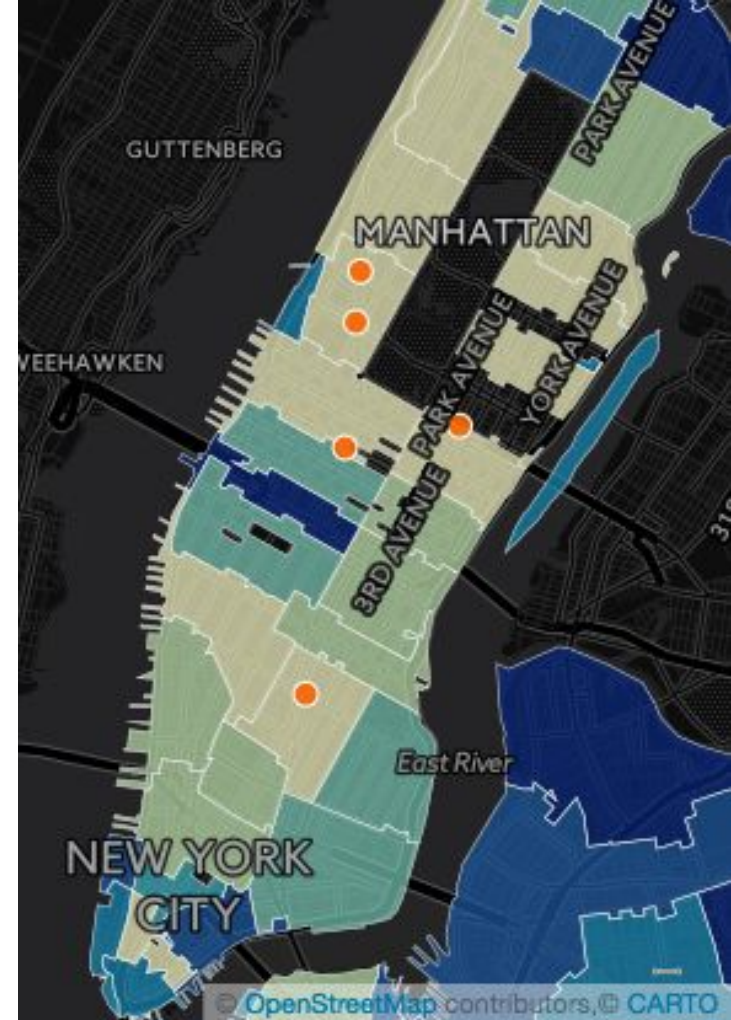 PARK AVENUE
GUTTENBERG
MANHATTAN
YORK AVENUE
WEEHAWKEN
PARK AVENUE
3RD AVENUE
East River
NEW YORK
CITY
© OpenStreetMap contributors,© CARTO